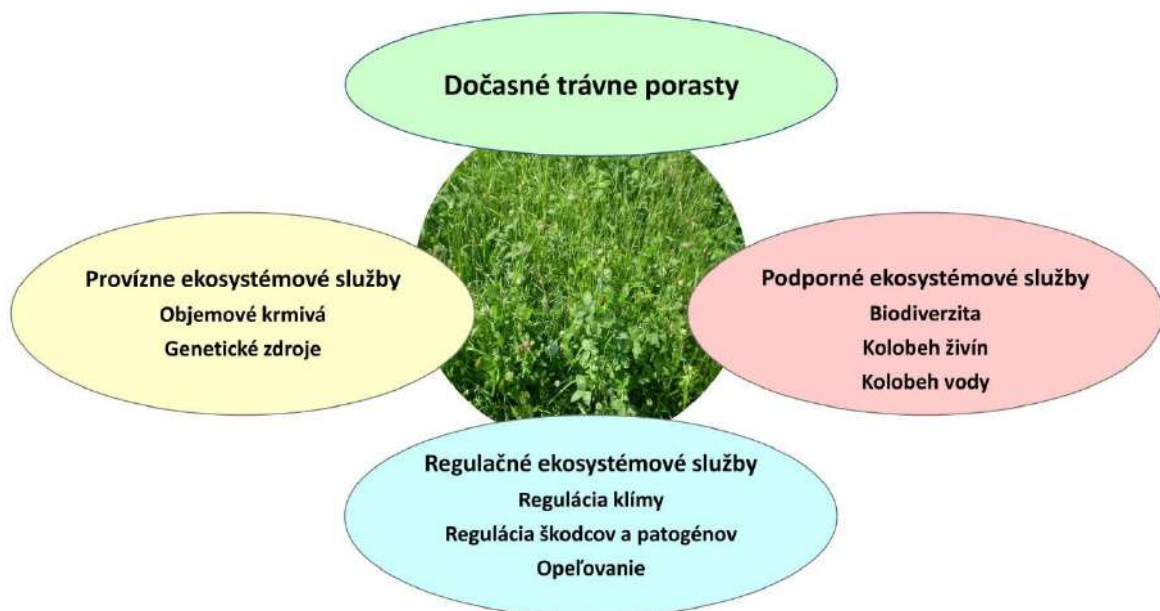 Dočasné trávne porasty
Provízne ekosystémové služby
Objemové krmivá
Genetické zdroje
Podporné ekosystémové služby
Biodiverzita
Kolobeh živín
Kolobeh vody
Regulačné ekosystémové služby
Regulácia klímy
Regulácia škodcov a patogénov
Opeľovanie